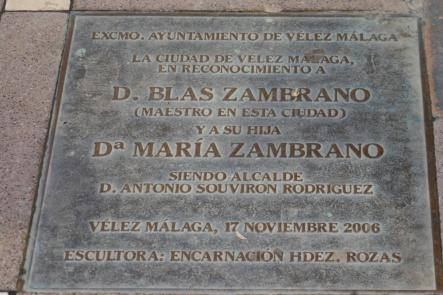 EXCMO. AYUNTAMIENTO DE VÉLEZ MÁLAGA
LA CIUDAD DE VÉLEZ MÁLAGA,
EN RECONOCIMIENTO A
D. BLAS ZAMBRANO
(MAESTRO EN ESTA CIUDAD)
Y A SU HIJA
Dª MARÍA ZAMBRANO
SIENDO ALCALDE
D. ANTONIO SOUVIRÓN RODRÍGUEZ
VÉLEZ MÁLAGA, 17 NOVIEMBRE 2006
ESCULTORA: ENCARNACIÓN HDEZ. ROZAS